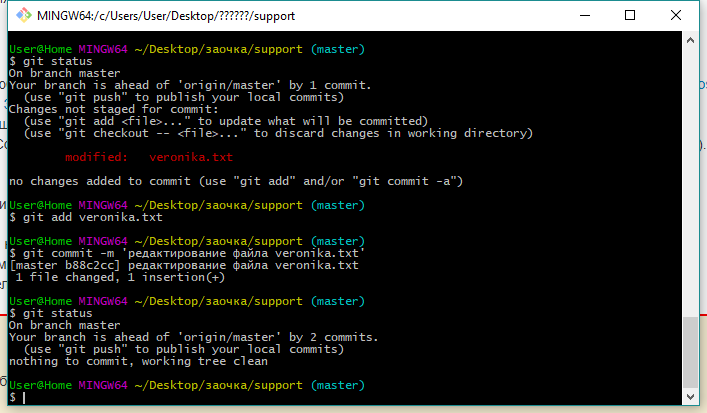 MINGW64:/c/Users/User/Desktop/??????/support
User@Home MINGW64 ~/Desktop/заочка/support (master)
$ git status
On branch master
Your branch is ahead of 'origin/master' by 1 commit.
  (use "git push" to publish your local commits)
Changes not staged for commit:
  (use "git add <file>..." to update what will be committed)
  (use "git checkout -- <file>..." to discard changes in working directory)
        modified:   veronika.txt
no changes added to commit (use "git add" and/or "git commit -a")
User@Home MINGW64 ~/Desktop/заочка/support (master)
$ git add veronika.txt
User@Home MINGW64 ~/Desktop/заочка/support (master)
$ git commit -m 'редактирование файла veronika.txt'
[master b88c2cc] редактирование файла veronika.txt
 1 file changed, 1 insertion(+)
User@Home MINGW64 ~/Desktop/заочка/support (master)
$ git status
On branch master
Your branch is ahead of 'origin/master' by 2 commits.
  (use "git push" to publish your local commits)
nothing to commit, working tree clean
User@Home MINGW64 ~/Desktop/заочка/support (master)
$